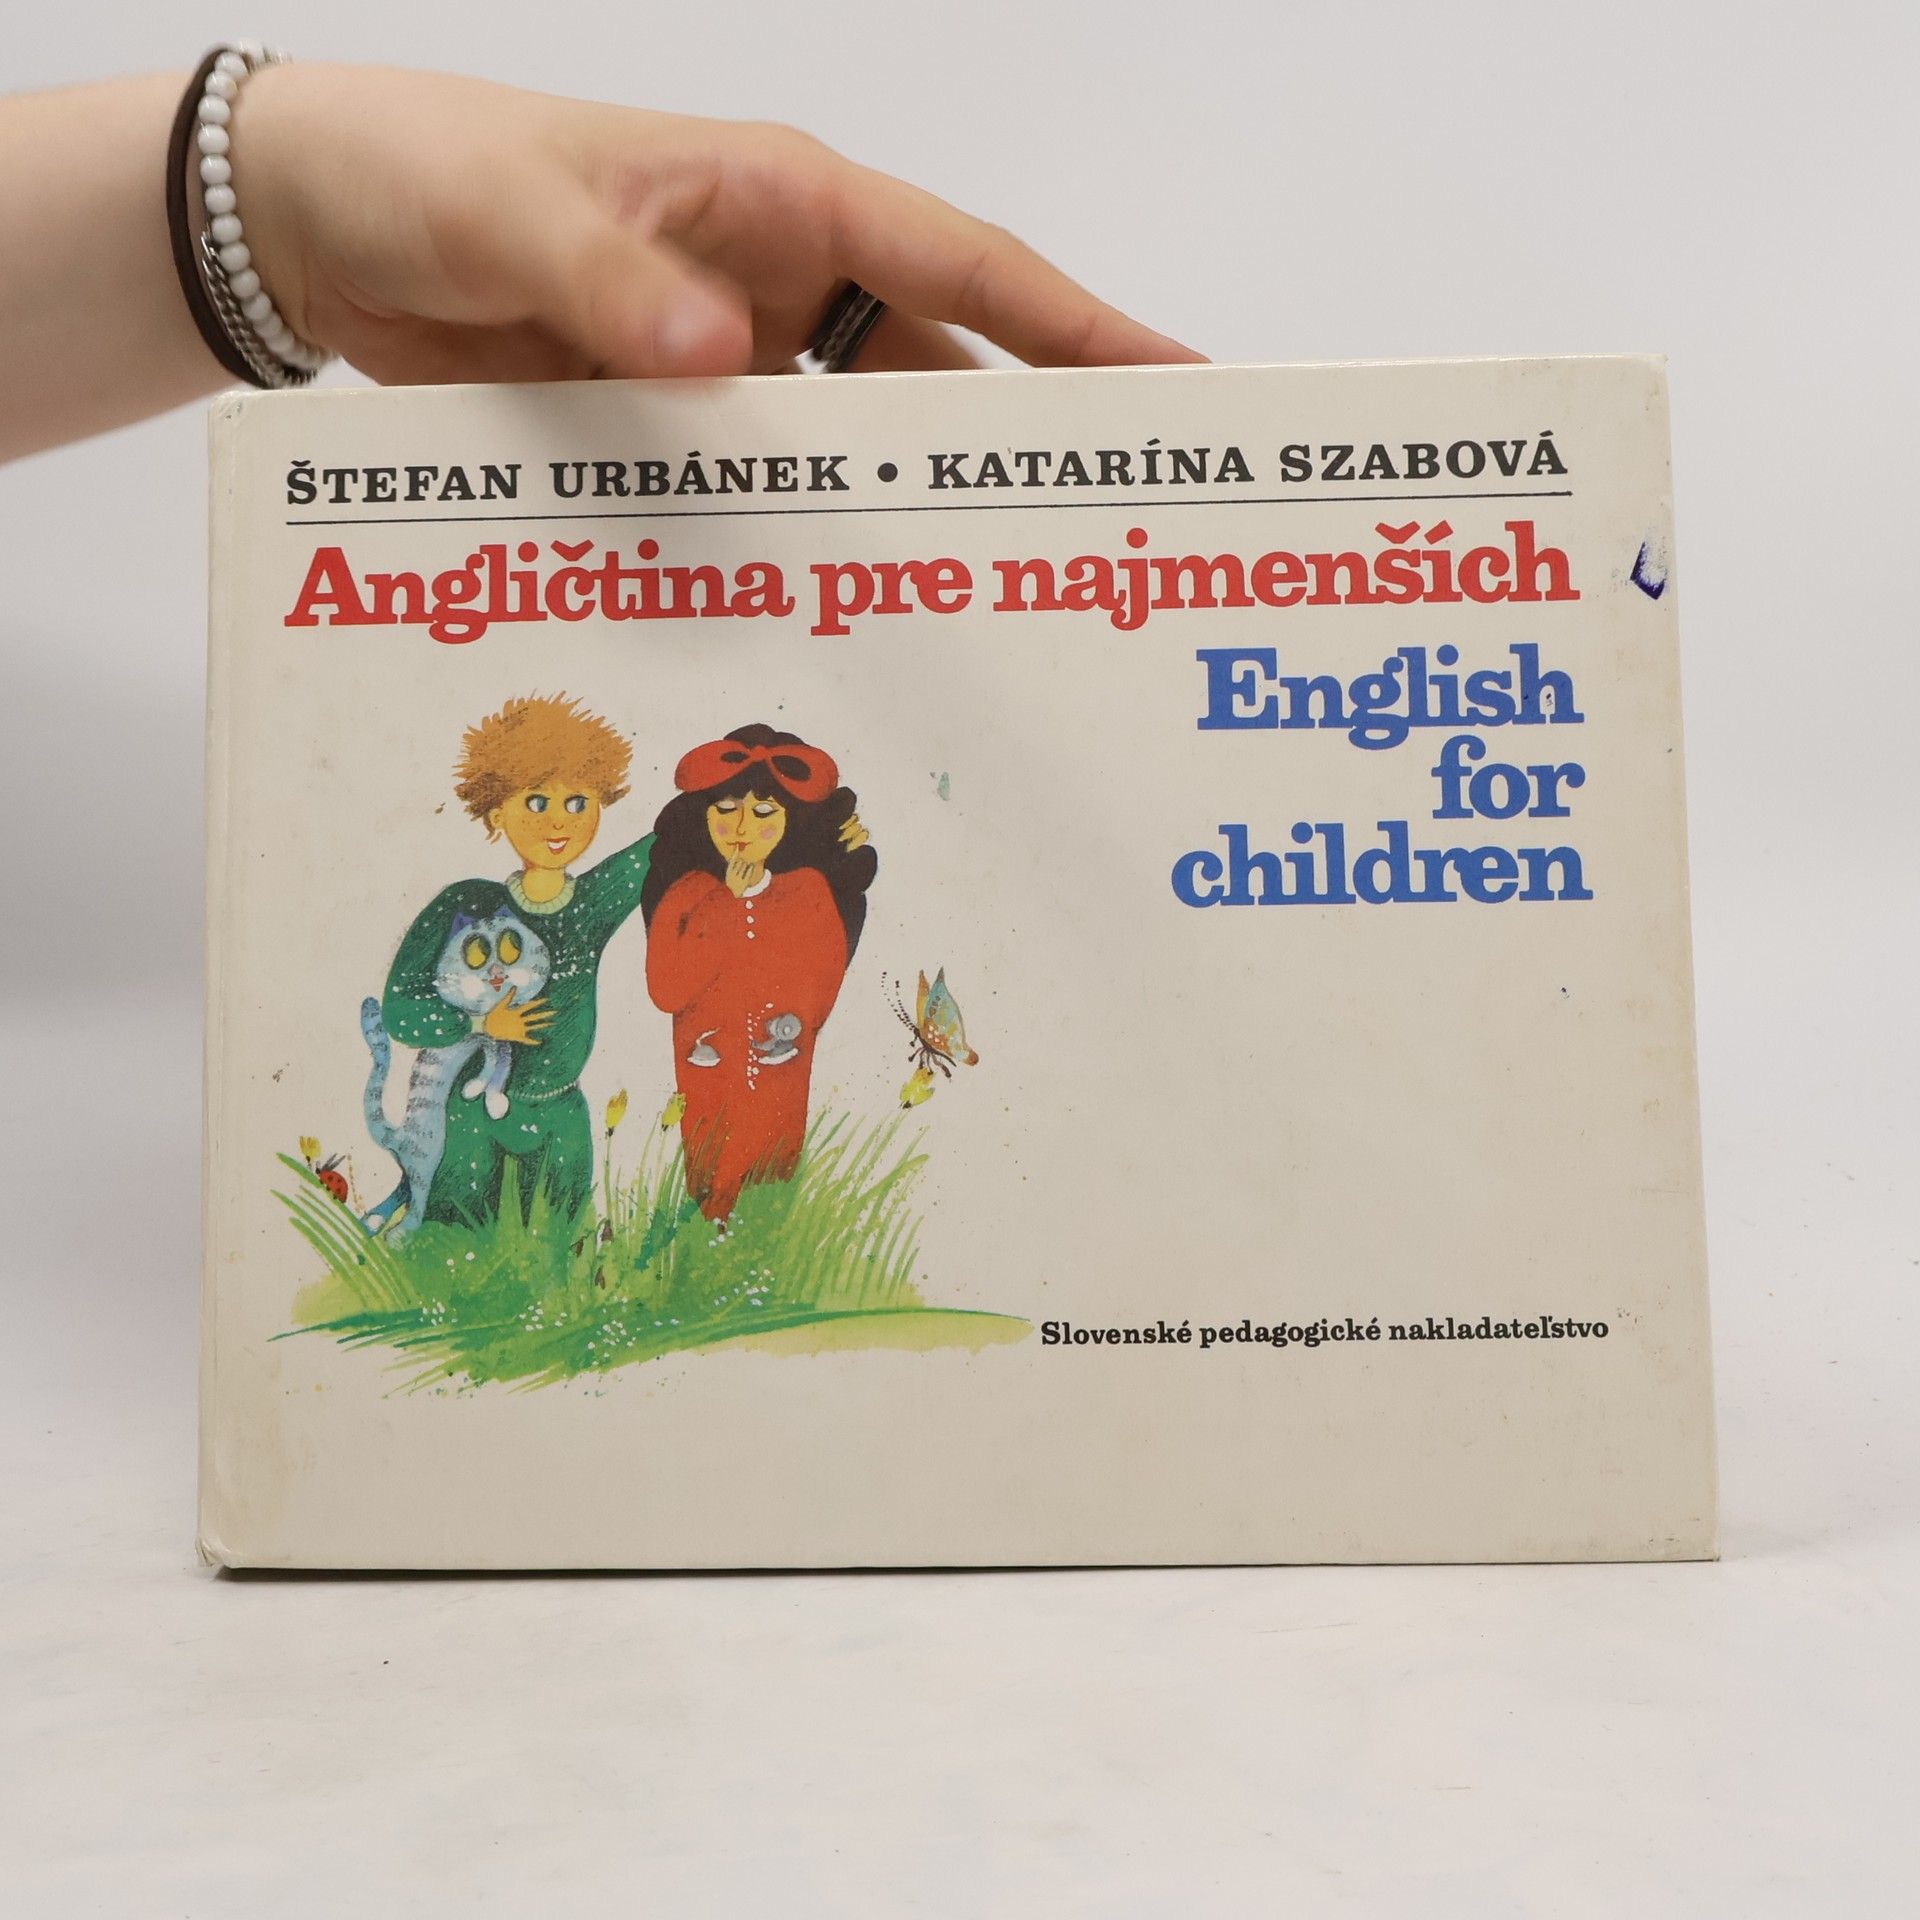 ŠTEFAN URBÁNEK • KATARÍNA SZABOVÁ
Angličtina pre najmenších
English
for
children
Slovenské pedagogické nakladateľstvo